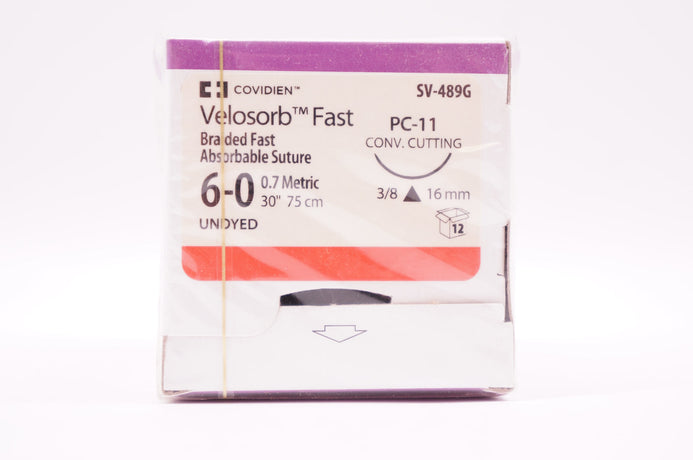 COVIDIEN™
SV-489G
Velosorb™ Fast
Braided Fast
Absorbable Suture
PC-11
CONV. CUTTING
6-0
0.7 Metric
30" 75 cm
3/8 ▲ 16 mm
UNDYED
12